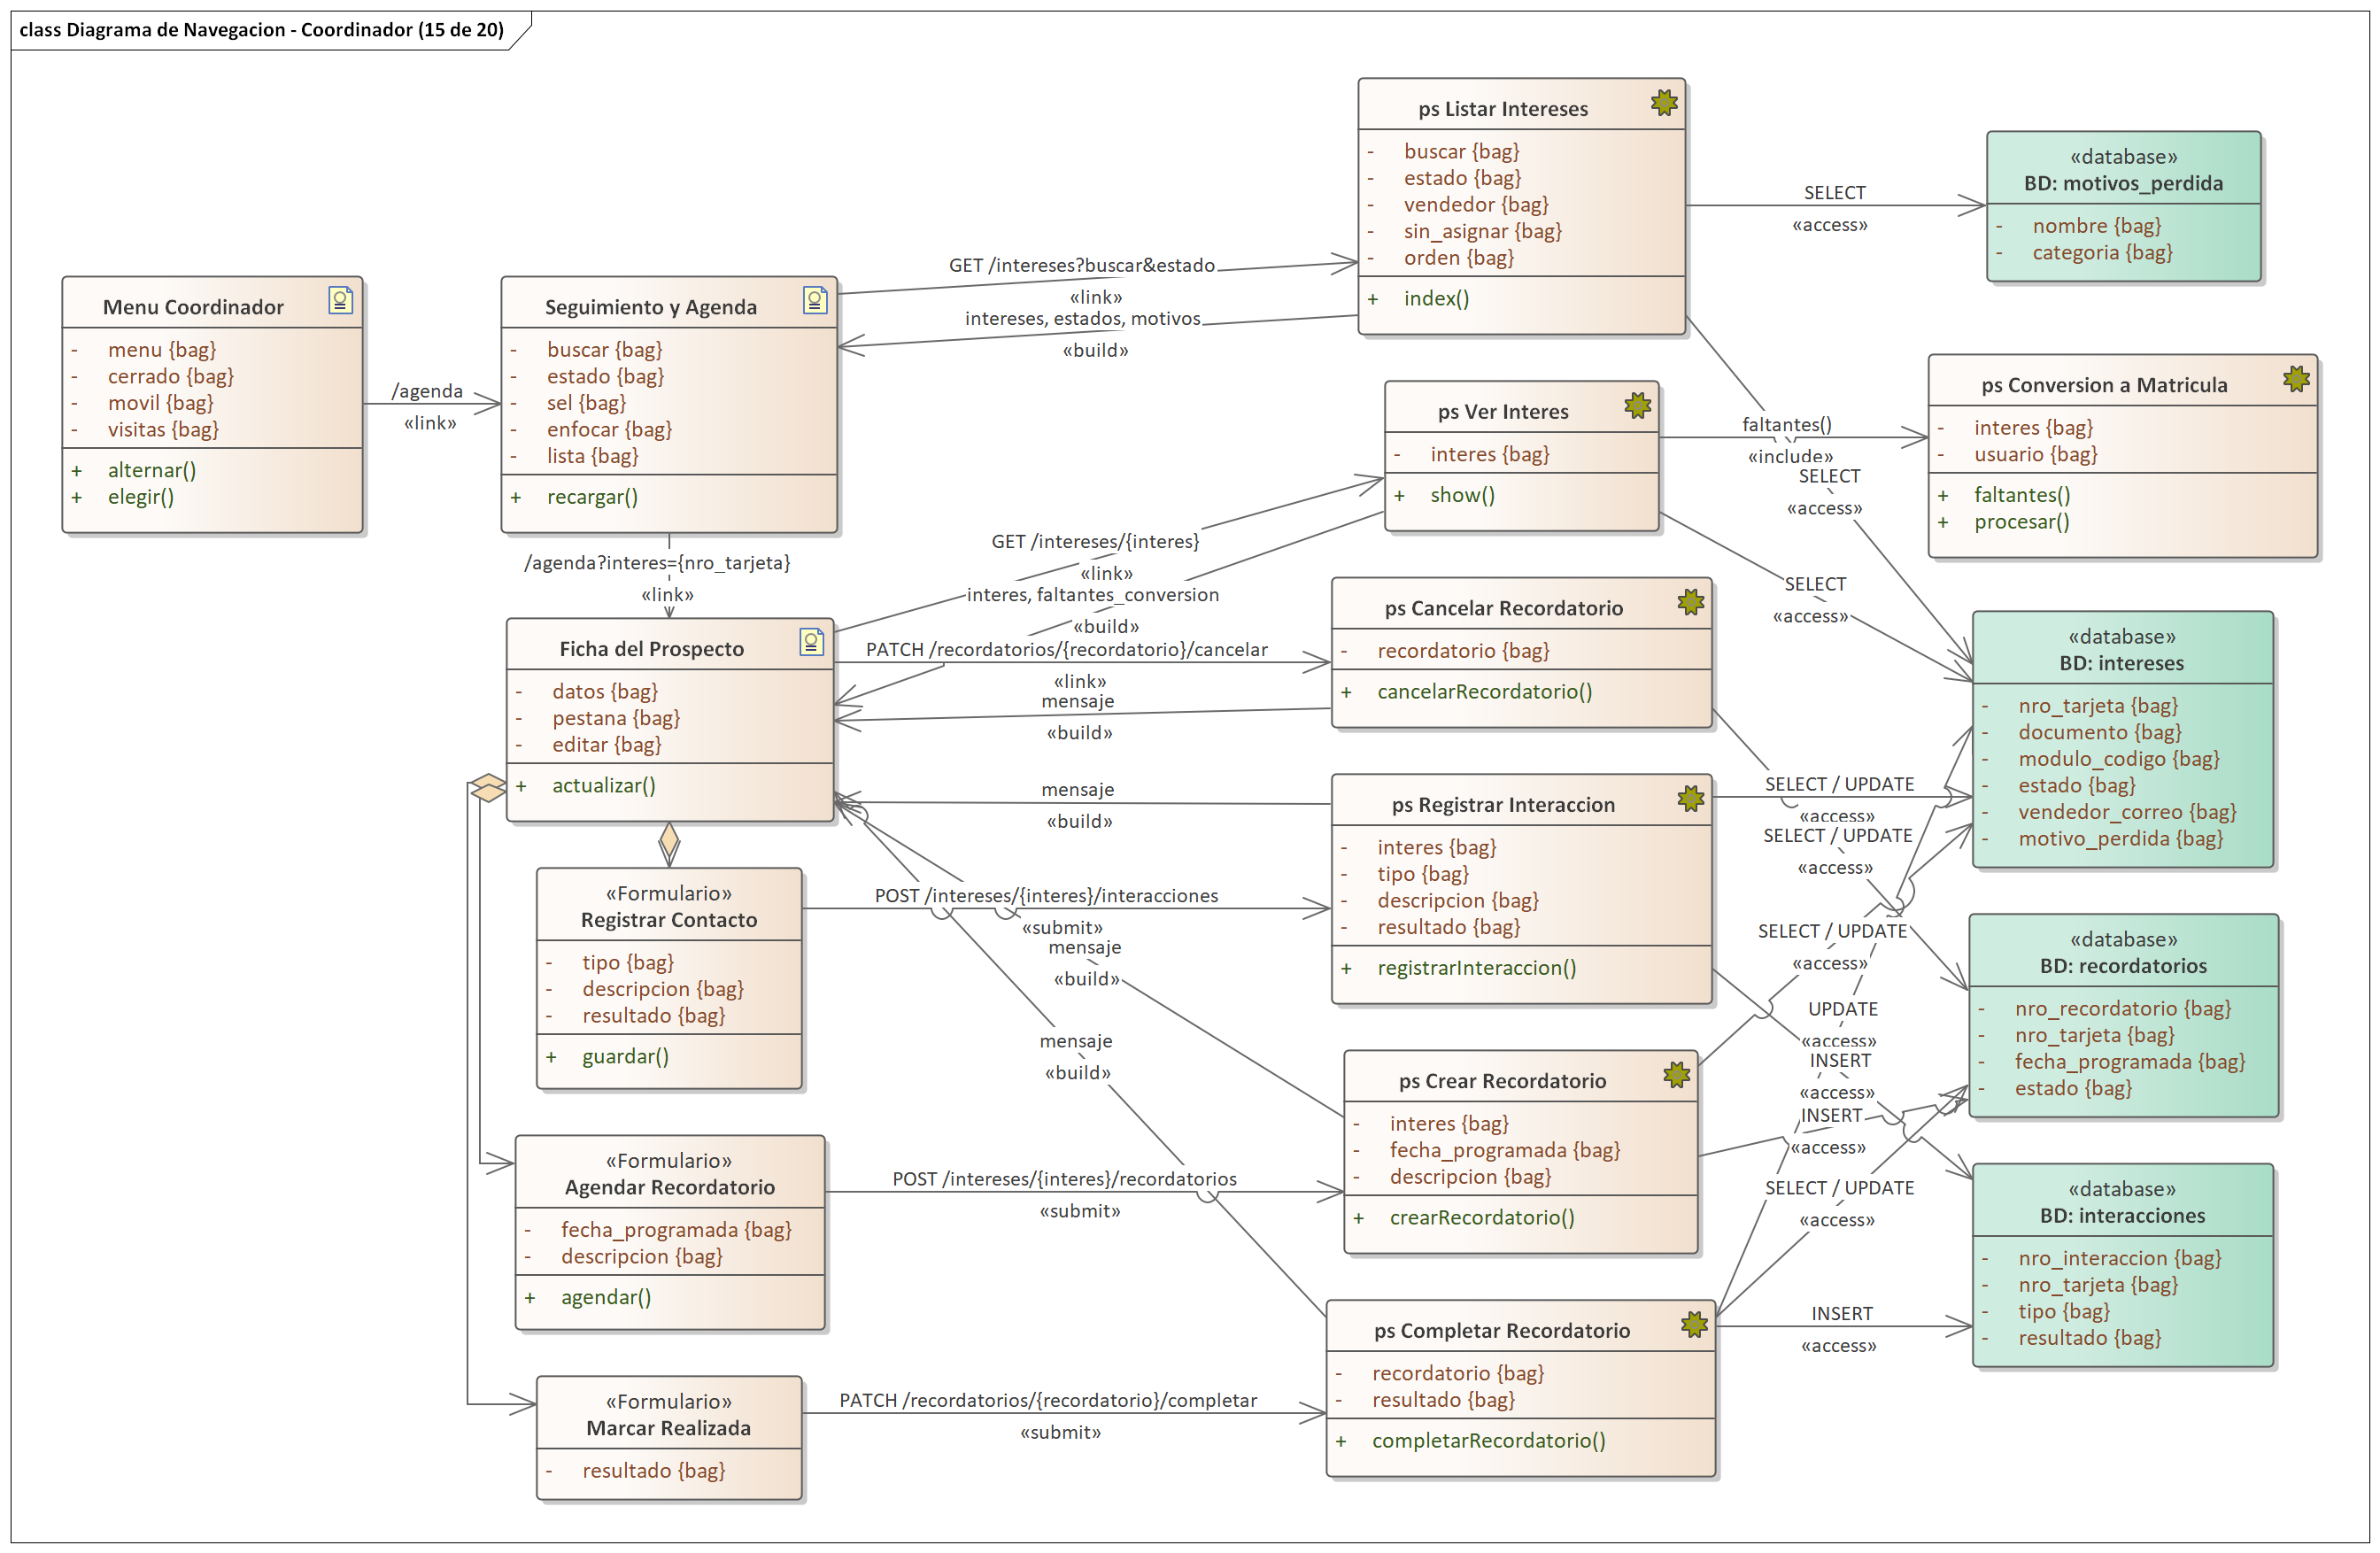 class Diagrama de Navegacion - Coordinador (15 de 20)
Menu Coordinador
- menu {bag}
- cerrado {bag}
- movil {bag}
- visitas {bag}
+ alternar()
+ elegir()
/agenda
«link»
Seguimiento y Agenda
- buscar {bag}
- estado {bag}
- sel {bag}
- enfocar {bag}
- lista {bag}
+ recargar()
GET /intereses?buscar&estado
«link»
intereses, estados, motivos
«build»
ps Listar Intereses
- buscar {bag}
- estado {bag}
- vendedor {bag}
- sin_asignar {bag}
- orden {bag}
+ index()
SELECT
«access»
«database»
BD: motivos_perdida
- nombre {bag}
- categoria {bag}
ps Ver Interes
- interes {bag}
+ show()
faltantes()
«include»
SELECT
«access»
ps Conversion a Matricula
- interes {bag}
- usuario {bag}
+ faltantes()
+ procesar()
/agenda?interes={nro_tarjeta}
«link»
GET /intereses/{interes}
«link»
interes, faltantes_conversion
«build»
SELECT
«access»
Ficha del Prospecto
- datos {bag}
- pestana {bag}
- editar {bag}
+ actualizar()
PATCH /recordatorios/{recordatorio}/cancelar
«link»
mensaje
«build»
ps Cancelar Recordatorio
- recordatorio {bag}
+ cancelarRecordatorio()
«database»
BD: intereses
- nro_tarjeta {bag}
- documento {bag}
- modulo_codigo {bag}
- estado {bag}
- vendedor_correo {bag}
- motivo_perdida {bag}
mensaje
«build»
ps Registrar Interaccion
- interes {bag}
- tipo {bag}
- descripcion {bag}
- resultado {bag}
+ registrarInteraccion()
SELECT / UPDATE
«access»
SELECT / UPDATE
«access»
«Formulario»
Registrar Contacto
- tipo {bag}
- descripcion {bag}
- resultado {bag}
+ guardar()
POST /intereses/{interes}/interacciones
«submit»
mensaje
«build»
mensaje
«build»
SELECT / UPDATE
«access»
UPDATE
«access»
INSERT
«access»
INSERT
«access»
«database»
BD: recordatorios
- nro_recordatorio {bag}
- nro_tarjeta {bag}
- fecha_programada {bag}
- estado {bag}
ps Crear Recordatorio
- interes {bag}
- fecha_programada {bag}
- descripcion {bag}
+ crearRecordatorio()
«Formulario»
Agendar Recordatorio
- fecha_programada {bag}
- descripcion {bag}
+ agendar()
POST /intereses/{interes}/recordatorios
«submit»
SELECT / UPDATE
«access»
«database»
BD: interacciones
- nro_interaccion {bag}
- nro_tarjeta {bag}
- tipo {bag}
- resultado {bag}
ps Completar Recordatorio
- recordatorio {bag}
- resultado {bag}
+ completarRecordatorio()
INSERT
«access»
«Formulario»
Marcar Realizada
- resultado {bag}
PATCH /recordatorios/{recordatorio}/completar
«submit»